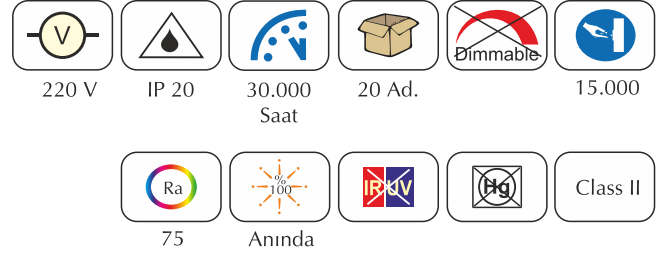 V
220 V
IP 20
30.000
Saat
20 Ad.
Dimmable
15.000
Ra
75
%
100
Anında
IR UV
Hg
Class II